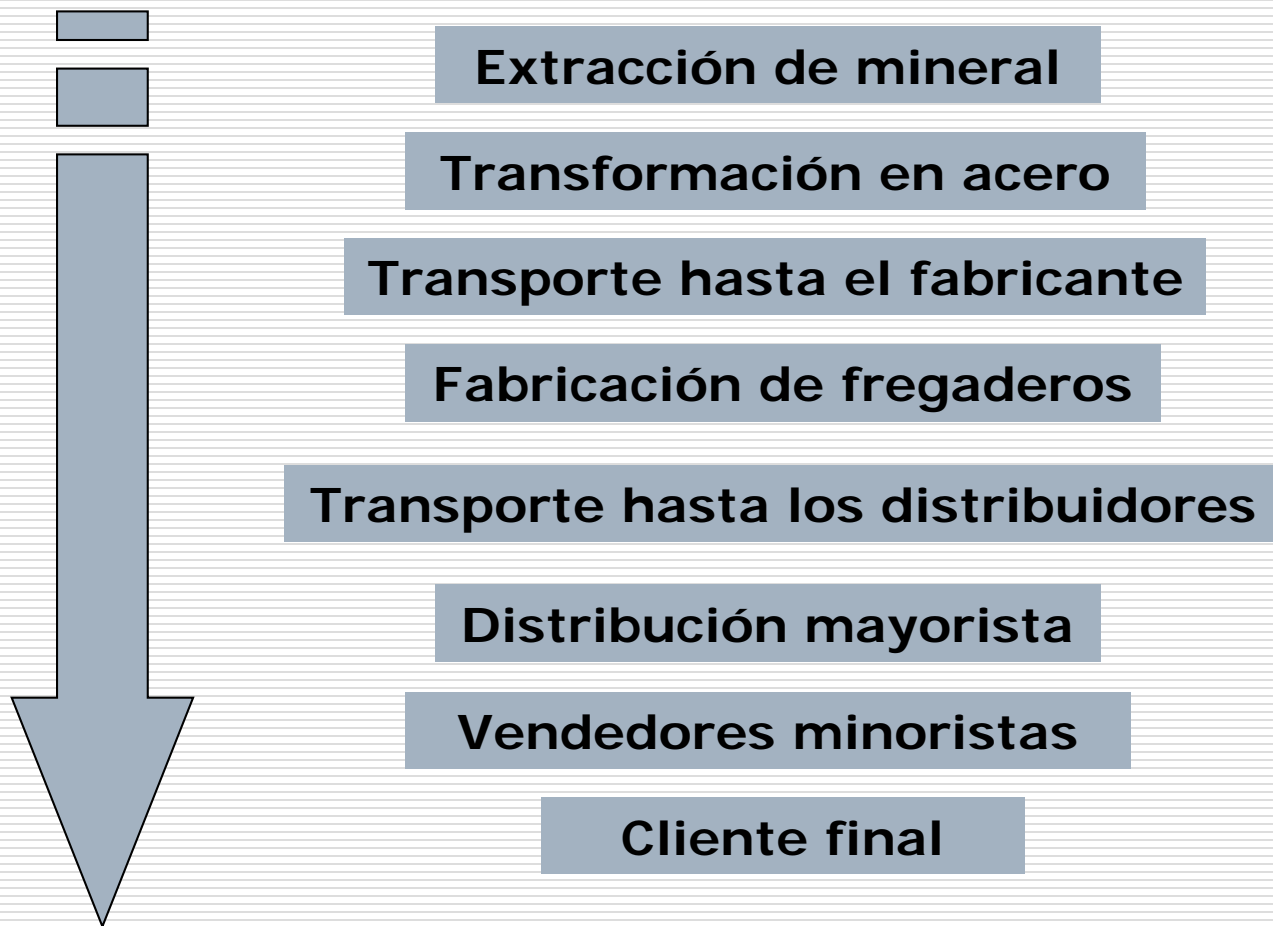 Extracción de mineral
Transformación en acero
Transporte hasta el fabricante
Fabricación de fregaderos
Transporte hasta los distribuidores
Distribución mayorista
Vendedores minoristas
Cliente final